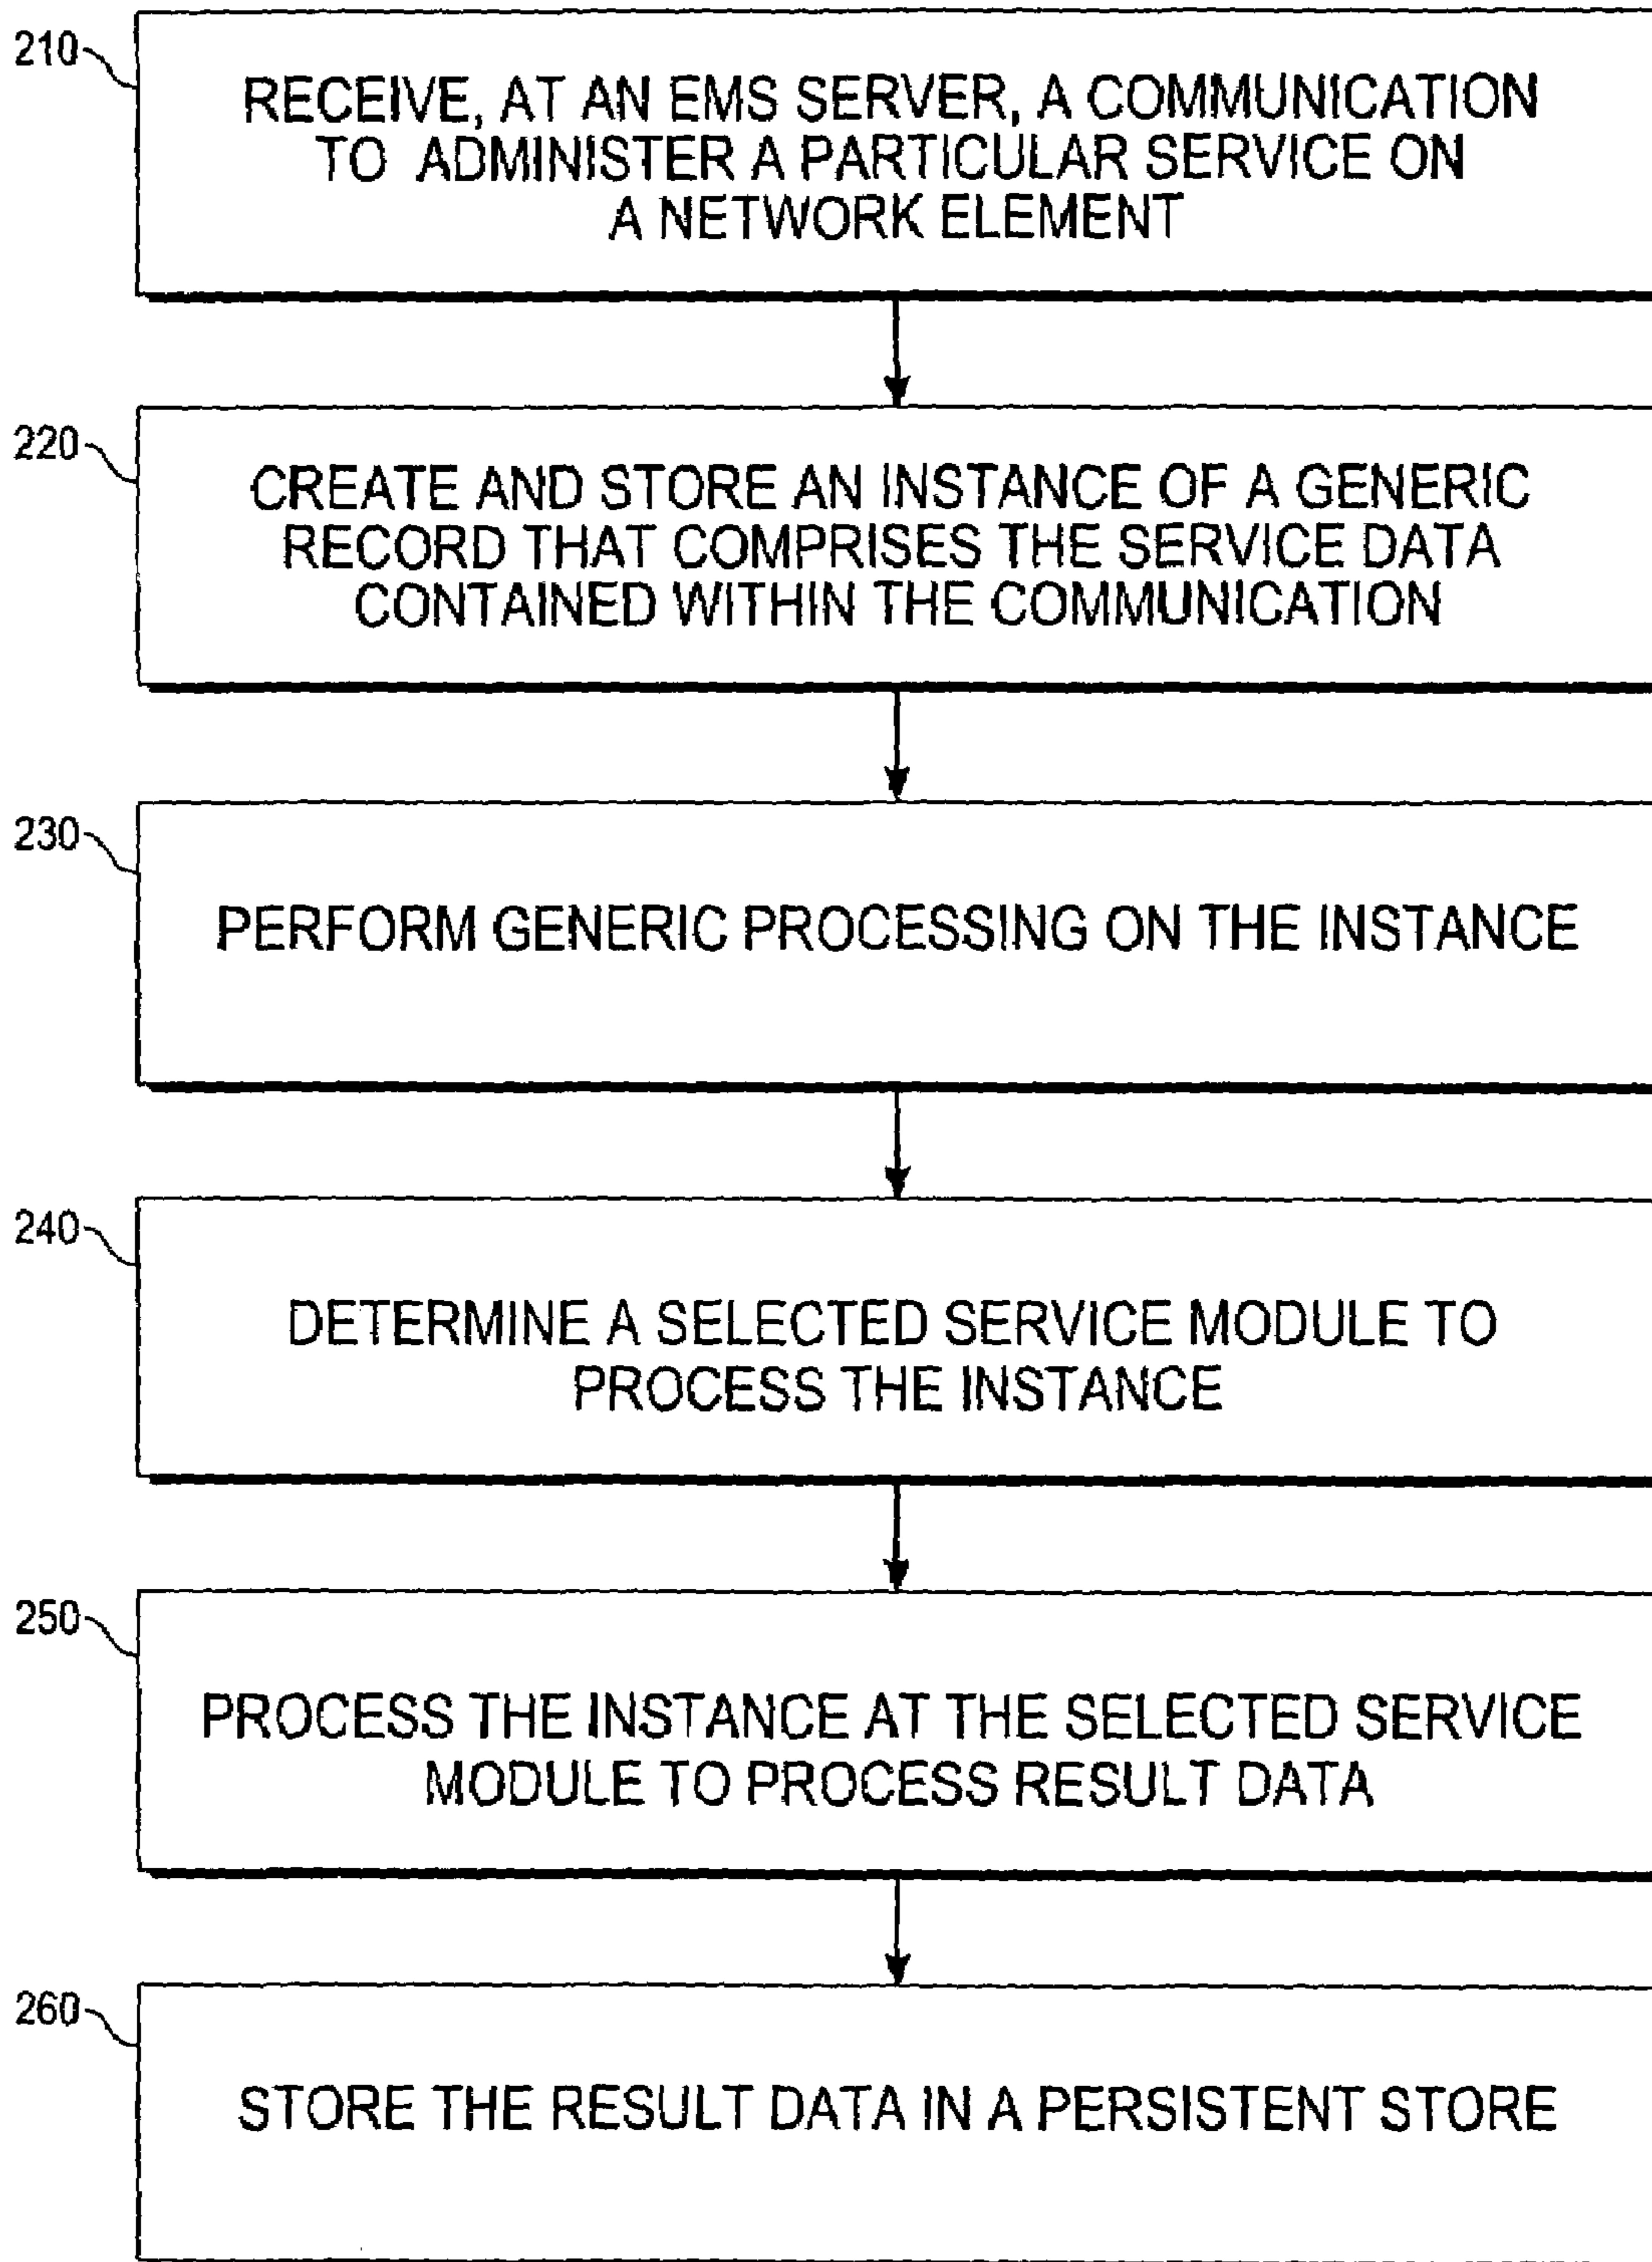 210
RECEIVE, AT AN EMS SERVER, A COMMUNICATION
TO ADMINISTER A PARTICULAR SERVICE ON
A NETWORK ELEMENT
220
CREATE AND STORE AN INSTANCE OF A GENERIC
RECORD THAT COMPRISES THE SERVICE DATA
CONTAINED WITHIN THE COMMUNICATION
230
PERFORM GENERIC PROCESSING ON THE INSTANCE
240
DETERMINE A SELECTED SERVICE MODULE TO
PROCESS THE INSTANCE
250
PROCESS THE INSTANCE AT THE SELECTED SERVICE
MODULE TO PROCESS RESULT DATA
260
STORE THE RESULT DATA IN A PERSISTENT STORE